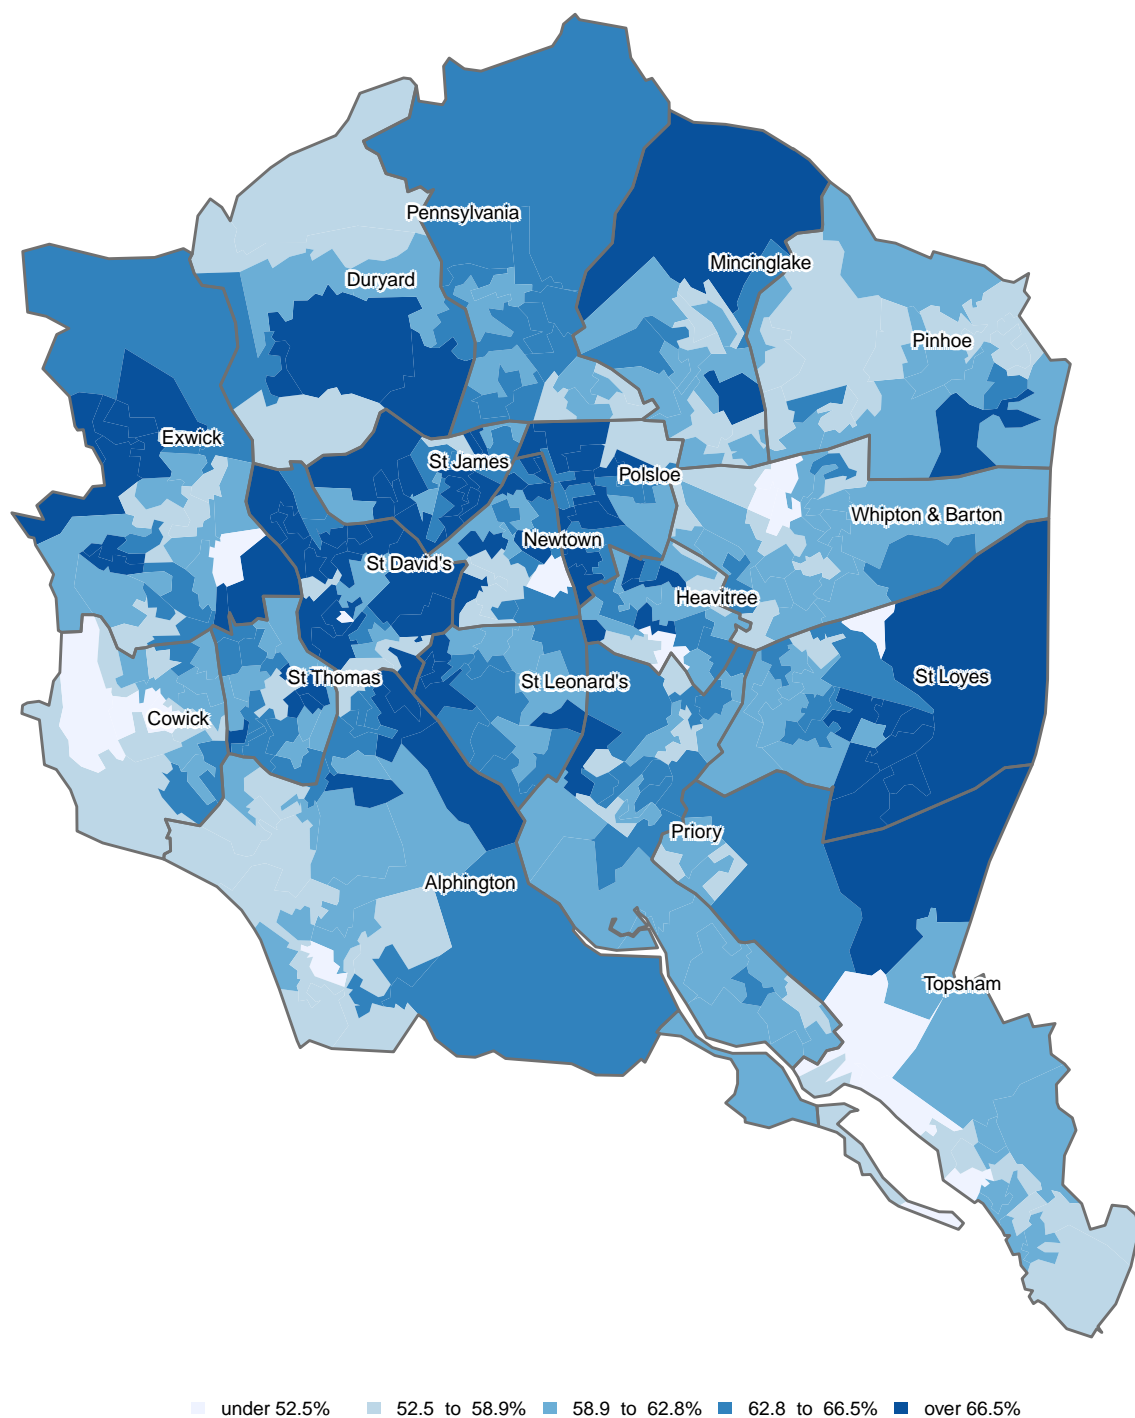 Pennsylvania
Mincinglake
Duryard
Pinhoe
Exwick
St James
Polsloe
Whipton & Barton
Newtown
St David's
Heavitree
St Thomas
St Leonard's
St Loyes
Cowick
Priory
Alphington
Topsham
under 52.5% 52.5 to 58.9% 58.9 to 62.8% 62.8 to 66.5% over 66.5%